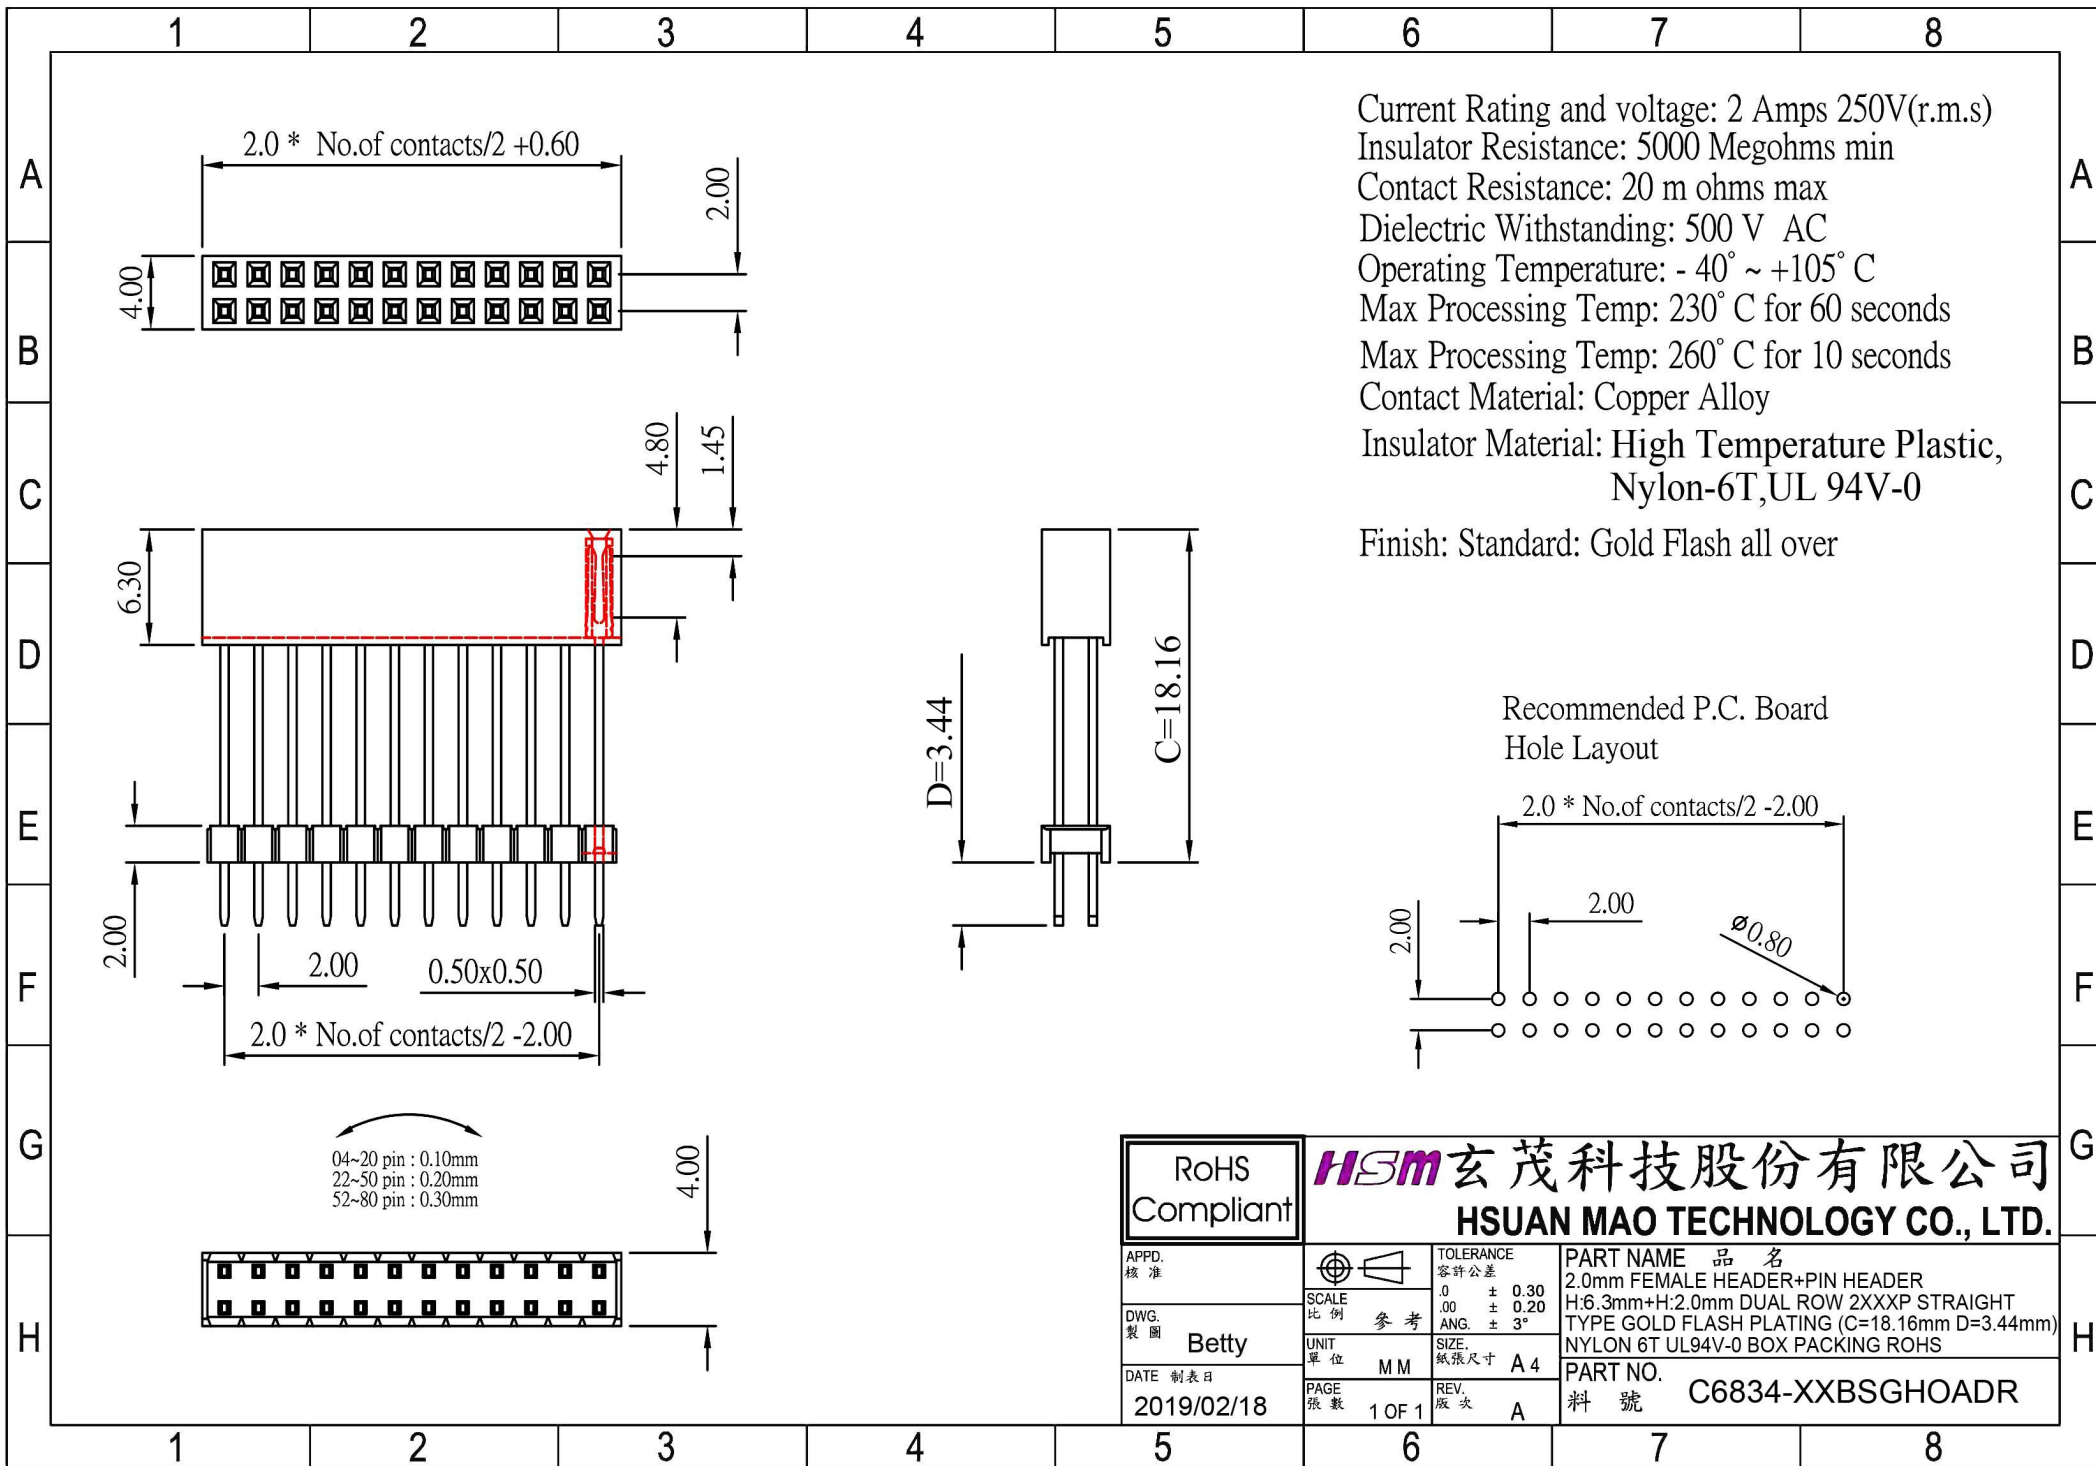 1 2 3 4 5 6 7 8
A
B
C
D
E
F
G
H
A
B
C
D
E
F
G
H
2.0 * No.of contacts/2 +0.60
2.00
4.00
4.80
1.45
6.30
2.00
2.00
0.50x0.50
2.0 * No.of contacts/2 -2.00
D=3.44
C=18.16
04~20 pin : 0.10mm
22~50 pin : 0.20mm
52~80 pin : 0.30mm
4.00
Current Rating and voltage: 2 Amps 250V(r.m.s)
Insulator Resistance: 5000 Megohms min
Contact Resistance: 20 m ohms max
Dielectric Withstanding: 500 V AC
Operating Temperature: - 40° ~ +105° C
Max Processing Temp: 230° C for 60 seconds
Max Processing Temp: 260° C for 10 seconds
Contact Material: Copper Alloy
Insulator Material: High Temperature Plastic,
Nylon-6T,UL 94V-0
Finish: Standard: Gold Flash all over
Recommended P.C. Board
Hole Layout
2.0 * No.of contacts/2 -2.00
2.00
2.00
ø0.80
RoHS
Compliant
HSM 玄茂科技股份有限公司
HSUAN MAO TECHNOLOGY CO., LTD.
APPD.
核 准
DWG.
製 圖
Betty
DATE 制表日
2019/02/18
SCALE
比 例
參 考
UNIT
單 位
M M
PAGE
張 數
1 OF 1
TOLERANCE
容許公差
.0 ± 0.30
.00 ± 0.20
ANG. ± 3°
SIZE.
紙張尺寸
A 4
REV.
版 次
A
PART NAME 品 名
2.0mm FEMALE HEADER+PIN HEADER
H:6.3mm+H:2.0mm DUAL ROW 2XXXP STRAIGHT
TYPE GOLD FLASH PLATING (C=18.16mm D=3.44mm)
NYLON 6T UL94V-0 BOX PACKING ROHS
PART NO.
料 號
C6834-XXBSGHOADR
1 2 3 4 5 6 7 8